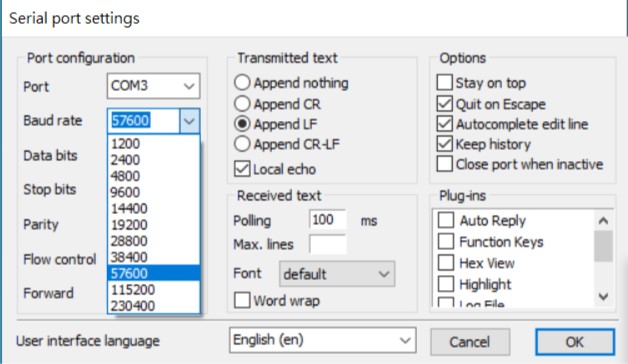 Serial port settings
Port configuration
Port
COM3
Baud rate
57600
1200
2400
4800
9600
14400
19200
28800
38400
57600
115200
230400
Data bits
Stop bits
Parity
Flow control
Forward
Transmitted text
Append nothing
Append CR
Append LF
Append CR-LF
Local echo
Received text
Polling 100 ms
Max. lines
Font default
Word wrap
Options
Stay on top
Quit on Escape
Autocomplete edit line
Keep history
Close port when inactive
Plug-ins
Auto Reply
Function Keys
Hex View
Highlight
Log File
User interface language
English (en)
Cancel
OK